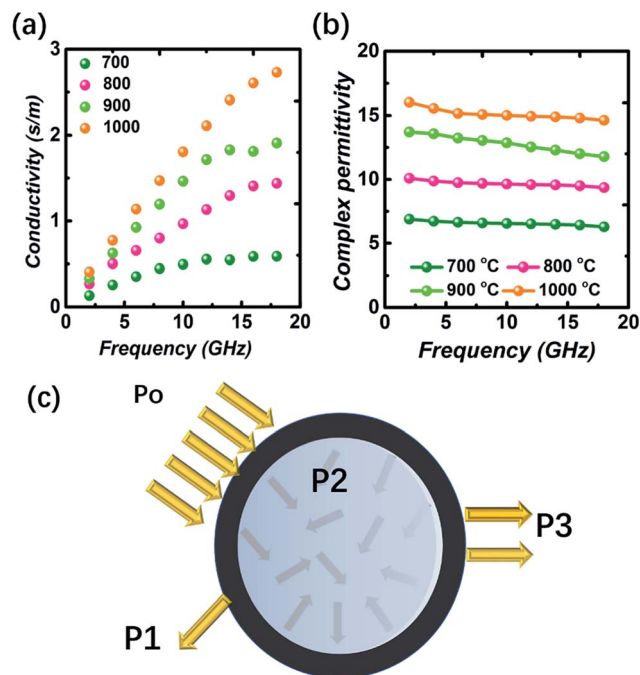 (a)
3
2
1
0
0
5
10
15
20
Conductivity (s/m)
Frequency (GHz)
700
800
900
1000
(b)
20
15
10
5
0
0
5
10
15
20
Complex permittivity
Frequency (GHz)
700 °C
800 °C
900 °C
1000 °C
(c)
Po
P2
P3
P1